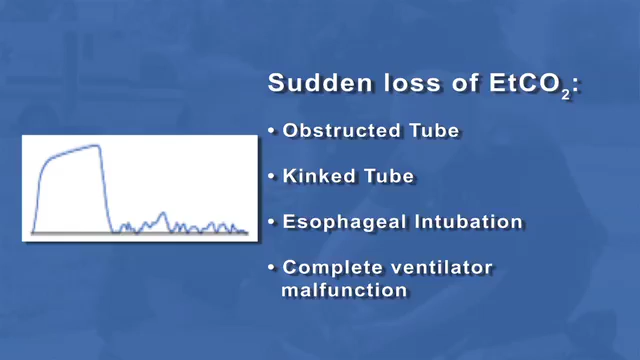 Sudden loss of EtCO₂:
• Obstructed Tube
• Kinked Tube
• Esophageal Intubation
• Complete ventilator
malfunction